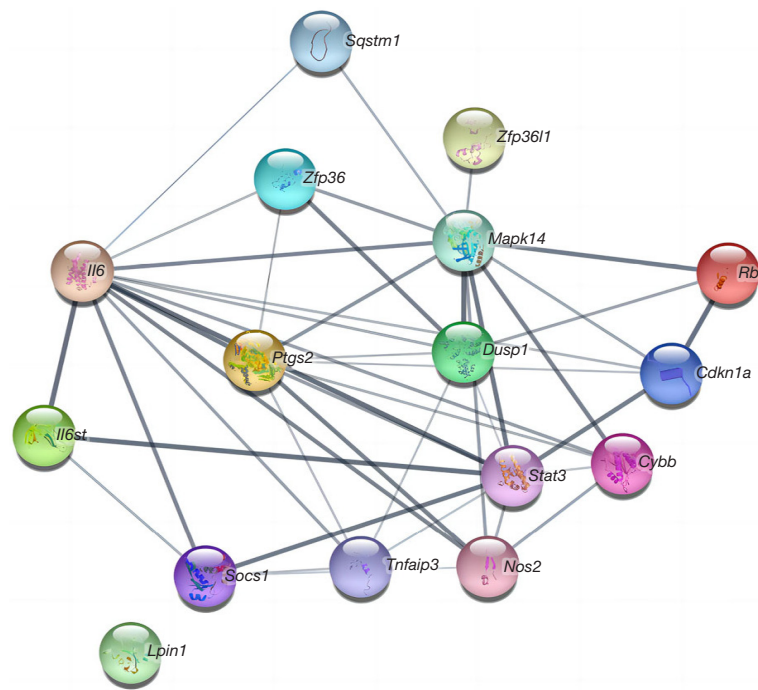 Sqstm1
Zfp36l1
Zfp36
Mapk14
Il6
Rb
Ptgs2
Dusp1
Cdkn1a
Il6st
Stat3
Cybb
Socs1
Tnfaip3
Nos2
Lpin1